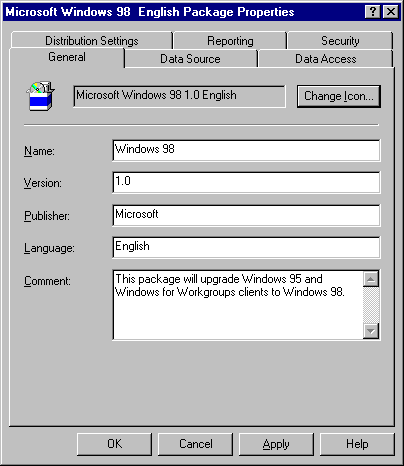 Microsoft Windows 98  English Package Properties
Distribution Settings
Reporting
Security
General
Data Source
Data Access
Microsoft Windows 98 1.0 English
Change Icon...
Name:
Windows 98
Version:
1.0
Publisher:
Microsoft
Language:
English
Comment:
This package will upgrade Windows 95 and
Windows for Workgroups clients to Windows 98.
OK
Cancel
Apply
Help